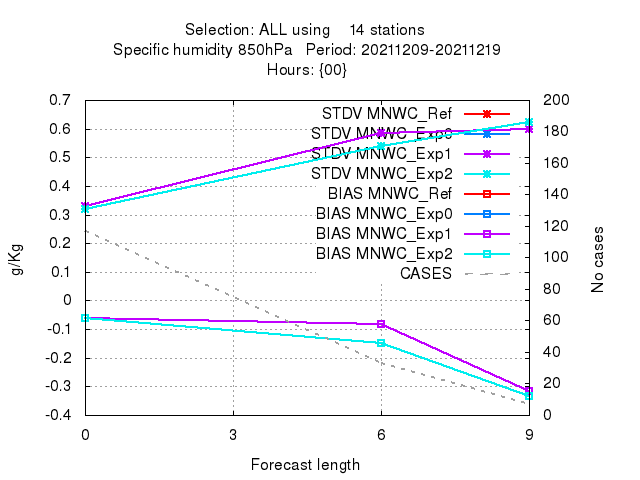 Selection: ALL using 14 stations
Specific humidity 850hPa Period: 20211209-20211219
Hours: {00}
0.7
0.6
0.5
0.4
0.3
0.2
0.1
0
-0.1
-0.2
-0.3
-0.4
g/Kg
STDV MNWC_Ref
STDV MNWC_Exp0
STDV MNWC_Exp1
STDV MNWC_Exp2
BIAS MNWC_Ref
BIAS MNWC_Exp0
BIAS MNWC_Exp1
BIAS MNWC_Exp2
CASES
200
180
160
140
120
100
80
60
40
20
0
No cases
0 3 6 9
Forecast length